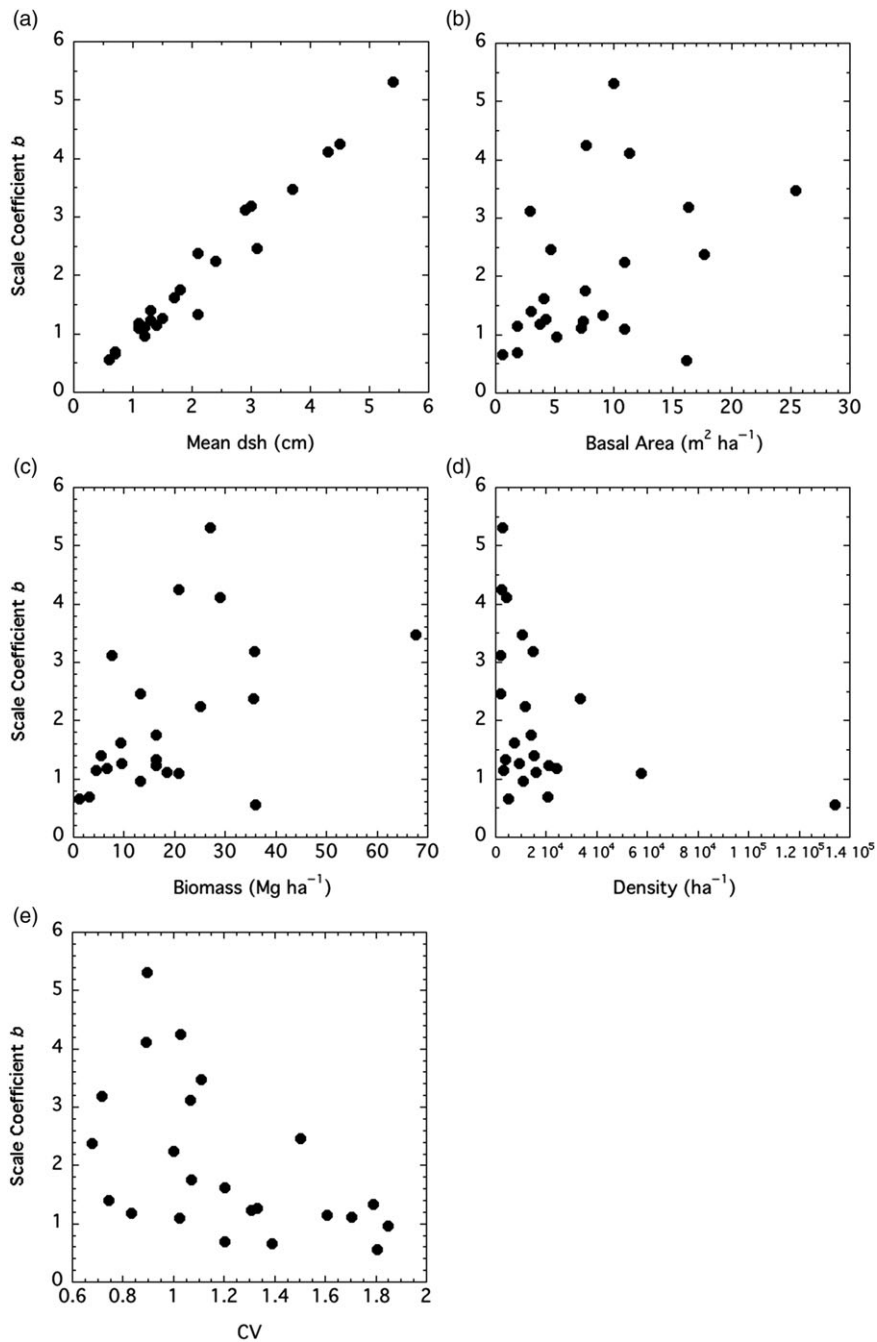 (a)
6
5
4
3
2
1
0
Scale Coefficient b
0 1 2 3 4 5 6
Mean dsh (cm)
(b)
6
5
4
3
2
1
0
0 5 10 15 20 25 30
Basal Area (m² ha⁻¹)
(c)
6
5
4
3
2
1
0
Scale Coefficient b
0 10 20 30 40 50 60 70
Biomass (Mg ha⁻¹)
(d)
6
5
4
3
2
1
0
0 2 10⁴ 4 10⁴ 6 10⁴ 8 10⁴ 1 10⁵ 1.2 10⁵ 1.4 10⁵
Density (ha⁻¹)
(e)
6
5
4
3
2
1
0
Scale Coefficient b
0.6 0.8 1 1.2 1.4 1.6 1.8 2
CV